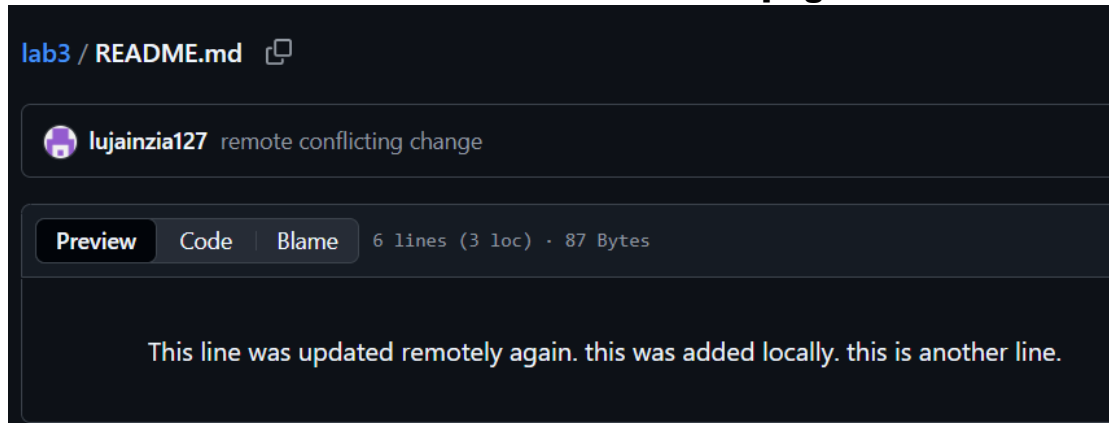 lab3 / README.md
lujainzia127 remote conflicting change
Preview Code Blame 6 lines (3 loc) · 87 Bytes
This line was updated remotely again. this was added locally. this is another line.